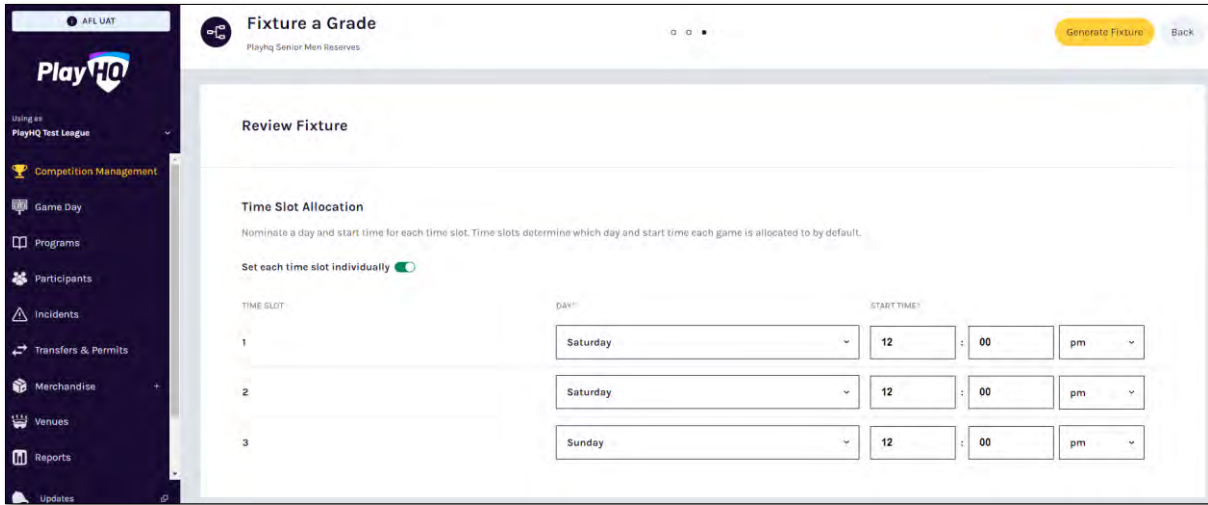 AFL UAT
PlayHQ
Using as
PlayHQ Test League
Competition Management
Game Day
Programs
Participants
Incidents
Transfers & Permits
Merchandise +
Venues
Reports
Updates
Fixture a Grade
Playhq Senior Men Reserves
Generate Fixture Back
Review Fixture
Time Slot Allocation
Nominate a day and start time for each time slot. Time slots determine which day and start time each game is allocated to by default.
Set each time slot individually
TIME SLOT DAY* START TIME*
1 Saturday 12 : 00 pm
2 Saturday 12 : 00 pm
3 Sunday 12 : 00 pm